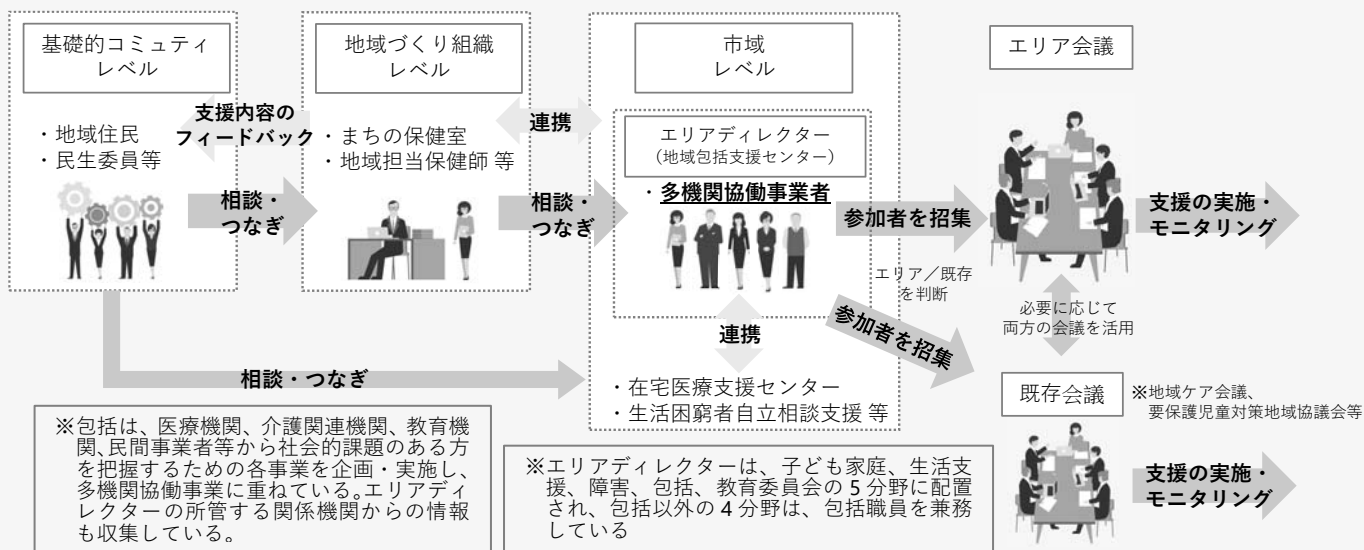 基礎的コミュティ
レベル
・地域住民
・民生委員等
支援内容の
フィードバック
相談・
つなぎ
地域づくり組織
レベル
・まちの保健室
・地域担当保健師 等
連携
相談・
つなぎ
市域
レベル
エリアディレクター
（地域包括支援センター）
・多機関協働事業者
連携
・在宅医療支援センター
・生活困窮者自立相談支援 等
相談・つなぎ
参加者を招集
エリア／既存
を判断
参加者を招集
エリア会議
支援の実施・
モニタリング
必要に応じて
両方の会議を活用
既存会議
※地域ケア会議、
要保護児童対策地域協議会等
支援の実施・
モニタリング
※包括は、医療機関、介護関連機関、教育機
関、民間事業者等から社会的課題のある方
を把握するための各事業を企画・実施し、
多機関協働事業に重ねている。エリアディ
レクターの所管する関係機関からの情報
も収集している。
※エリアディレクターは、子ども家庭、生活支
援、障害、包括、教育委員会の５分野に配置
され、包括以外の４分野は、包括職員を兼務
している